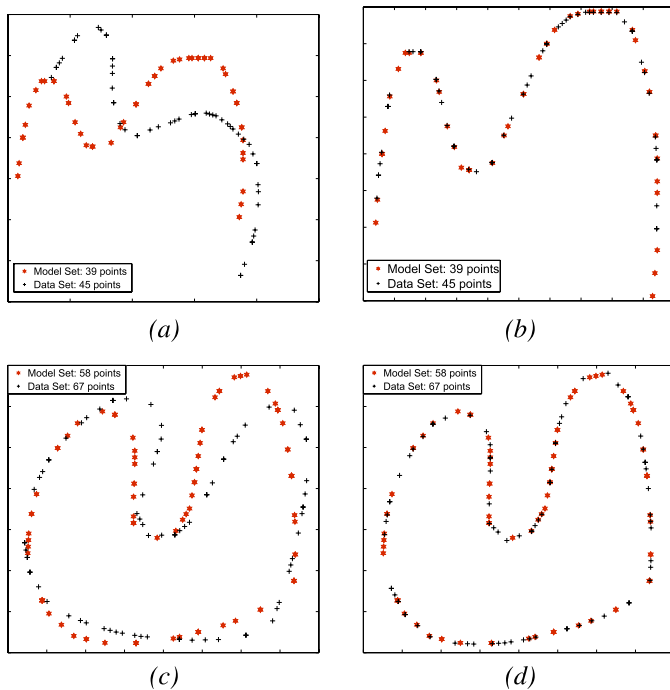 Model Set: 39 points
Data Set: 45 points
(a)
Model Set: 39 points
Data Set: 45 points
(b)
Model Set: 58 points
Data Set: 67 points
(c)
Model Set: 58 points
Data Set: 67 points
(d)